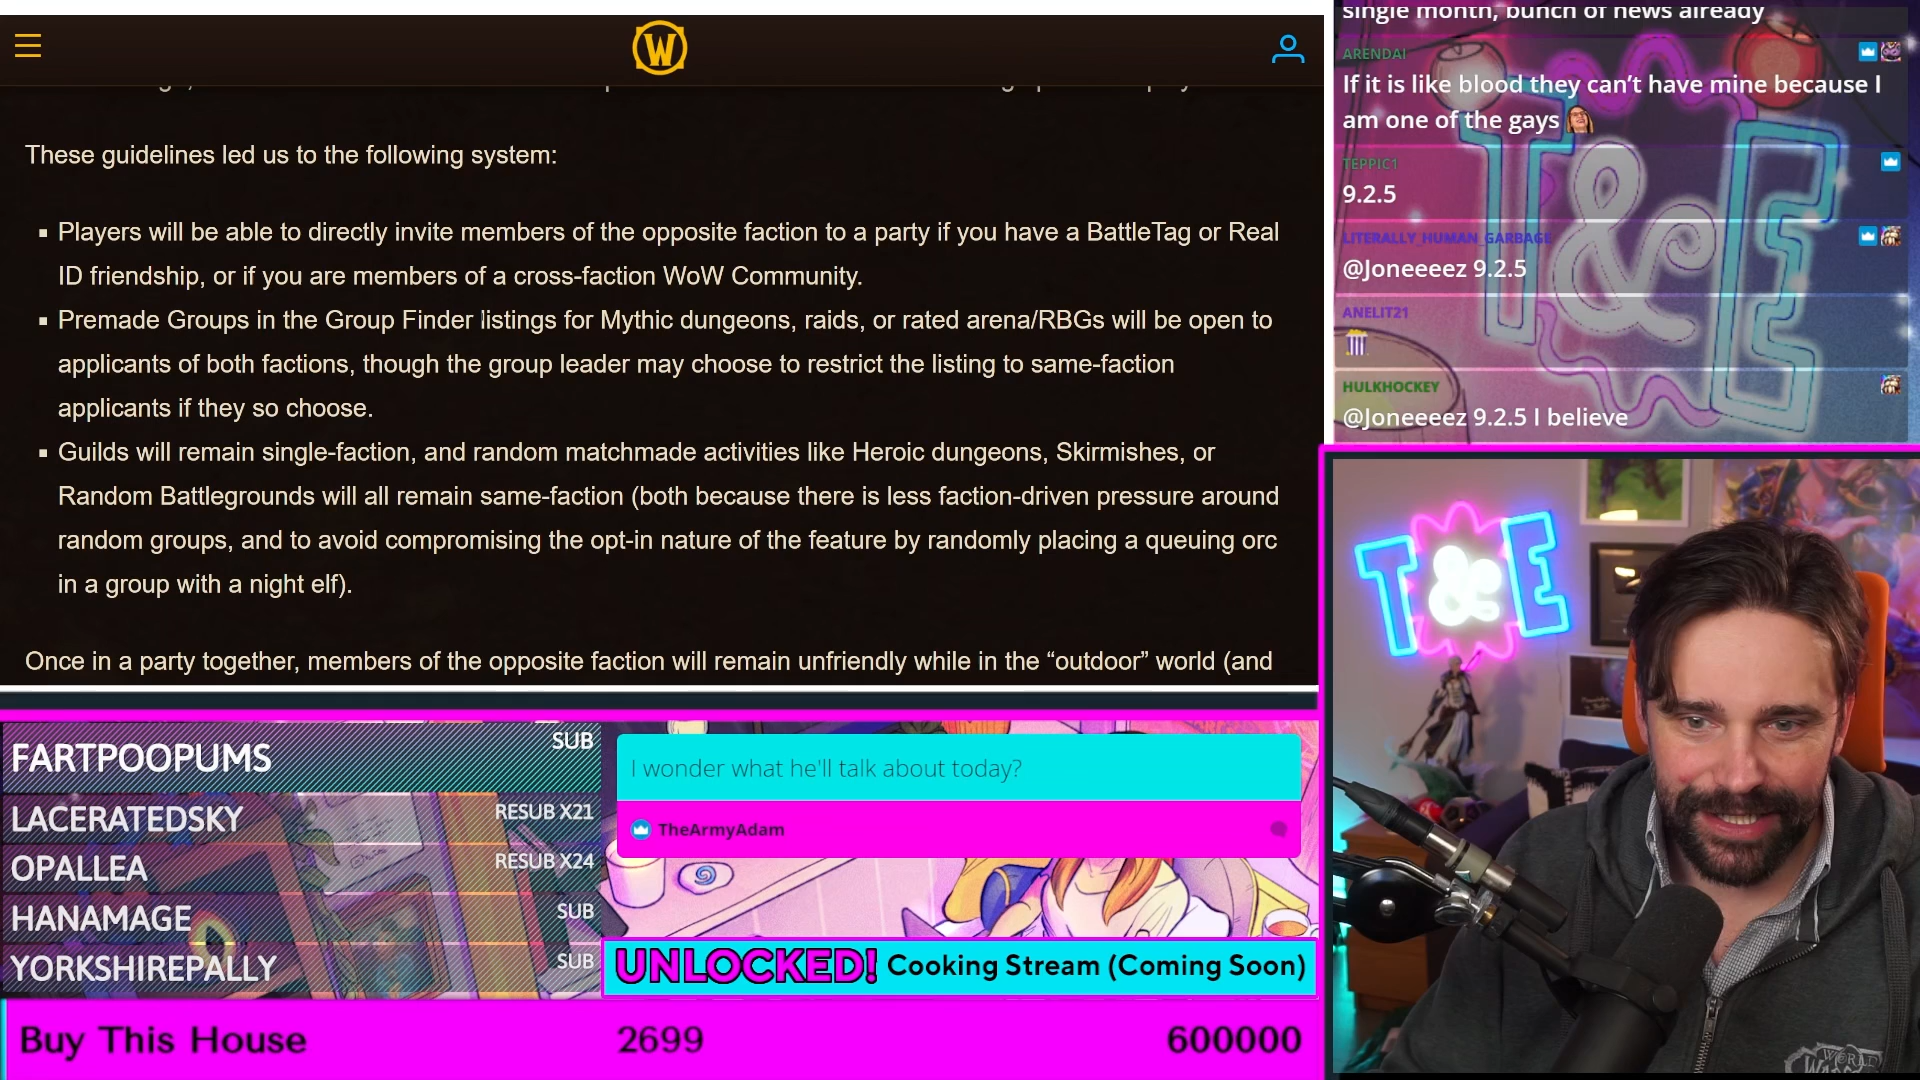 W
These guidelines led us to the following system:
▪ Players will be able to directly invite members of the opposite faction to a party if you have a BattleTag or Real
ID friendship, or if you are members of a cross-faction WoW Community.
▪ Premade Groups in the Group Finder listings for Mythic dungeons, raids, or rated arena/RBGs will be open to
applicants of both factions, though the group leader may choose to restrict the listing to same-faction
applicants if they so choose.
▪ Guilds will remain single-faction, and random matchmade activities like Heroic dungeons, Skirmishes, or
Random Battlegrounds will all remain same-faction (both because there is less faction-driven pressure around
random groups, and to avoid compromising the opt-in nature of the feature by randomly placing a queuing orc
in a group with a night elf).
Once in a party together, members of the opposite faction will remain unfriendly while in the “outdoor” world (and
single month, bunch of news already
ARENDAI
If it is like blood they can’t have mine because I
am one of the gays
TEPPIC1
9.2.5
LITERALLY_HUMAN_GARBAGE
@Joneeeez 9.2.5
ANELIT21
HULKHOCKEY
@Joneeeez 9.2.5 I believe
T&E
T&E
FARTPOOPUMS SUB
LACERATEDSKY RESUB X21
OPALLEA RESUB X24
HANAMAGE SUB
YORKSHIREPALLY SUB
I wonder what he'll talk about today?
TheArmyAdam
UNLOCKED! Cooking Stream (Coming Soon)
Buy This House 2699 600000
WORLD